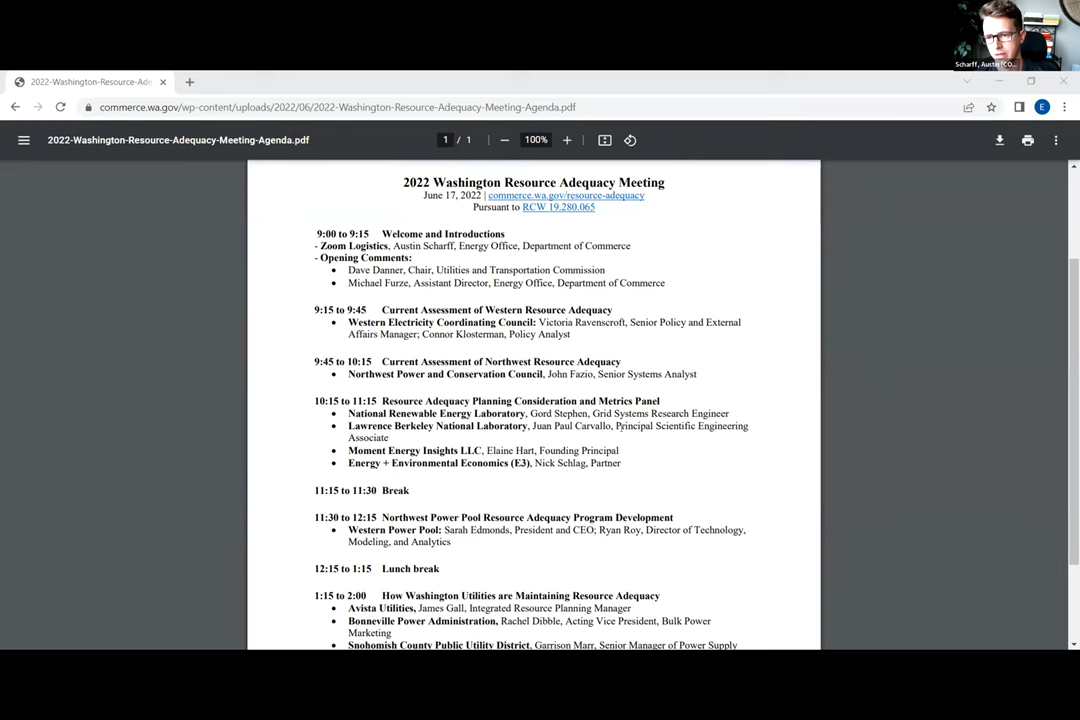 Scharff, Austin (CO...
2022-Washington-Resource-Ade
commerce.wa.gov/wp-content/uploads/2022/06/2022-Washington-Resource-Adequacy-Meeting-Agenda.pdf
E
2022-Washington-Resource-Adequacy-Meeting-Agenda.pdf
1 / 1
100%
2022 Washington Resource Adequacy Meeting
June 17, 2022 | commerce.wa.gov/resource-adequacy
Pursuant to RCW 19.280.065
9:00 to 9:15 Welcome and Introductions
- Zoom Logistics, Austin Scharff, Energy Office, Department of Commerce
- Opening Comments:
• Dave Danner, Chair, Utilities and Transportation Commission
• Michael Furze, Assistant Director, Energy Office, Department of Commerce
9:15 to 9:45 Current Assessment of Western Resource Adequacy
• Western Electricity Coordinating Council: Victoria Ravenscroft, Senior Policy and External
Affairs Manager; Connor Klosterman, Policy Analyst
9:45 to 10:15 Current Assessment of Northwest Resource Adequacy
• Northwest Power and Conservation Council, John Fazio, Senior Systems Analyst
10:15 to 11:15 Resource Adequacy Planning Consideration and Metrics Panel
• National Renewable Energy Laboratory, Gord Stephen, Grid Systems Research Engineer
• Lawrence Berkeley National Laboratory, Juan Paul Carvallo, Principal Scientific Engineering
Associate
• Moment Energy Insights LLC, Elaine Hart, Founding Principal
• Energy + Environmental Economics (E3), Nick Schlag, Partner
11:15 to 11:30 Break
11:30 to 12:15 Northwest Power Pool Resource Adequacy Program Development
• Western Power Pool: Sarah Edmonds, President and CEO; Ryan Roy, Director of Technology,
Modeling, and Analytics
12:15 to 1:15 Lunch break
1:15 to 2:00 How Washington Utilities are Maintaining Resource Adequacy
• Avista Utilities, James Gall, Integrated Resource Planning Manager
• Bonneville Power Administration, Rachel Dibble, Acting Vice President, Bulk Power
Marketing
• Snohomish County Public Utility District, Garrison Marr, Senior Manager of Power Supply